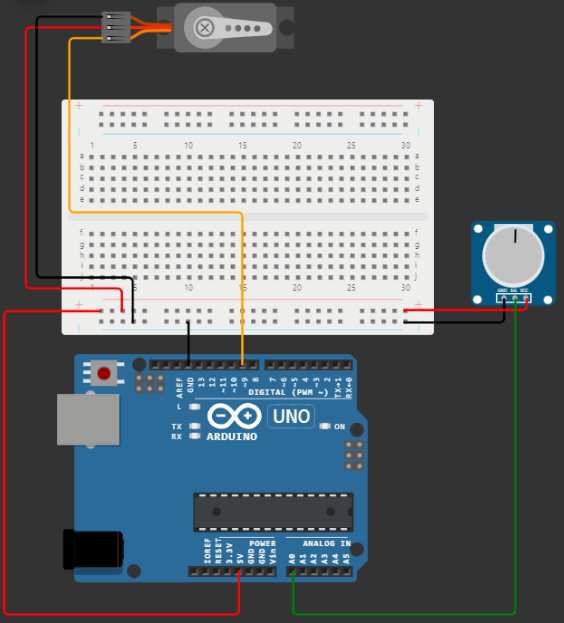 + +
1 5 10 15 20 25 30
a a
b b
c c
d d
e e
f f
g g
h h
i i
j j
1 5 10 15 20 25 30
+ +
GND SIG VCC
AREF GND 13 12 ~11 ~10 ~9 8 7 ~6 ~5 4 ~3 2 TX→1 RX←0
DIGITAL (PWM ~)
L
TX
RX
UNO
ON
ARDUINO
POWER
ANALOG IN
IOREF RESET 3.3V 5V GND GND Vin A0 A1 A2 A3 A4 A5